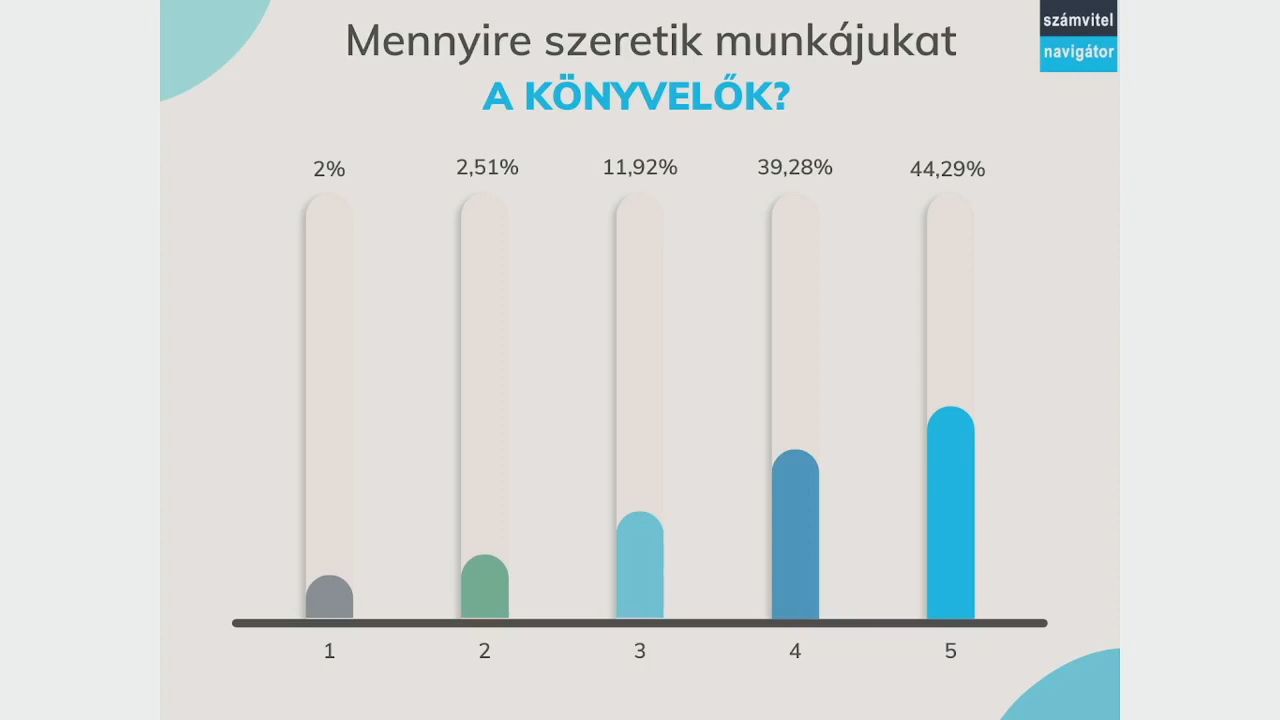 Mennyire szeretik munkájukat
A KÖNYVELŐK?
számvitel
navigátor
2% 2,51% 11,92% 39,28% 44,29%
1 2 3 4 5